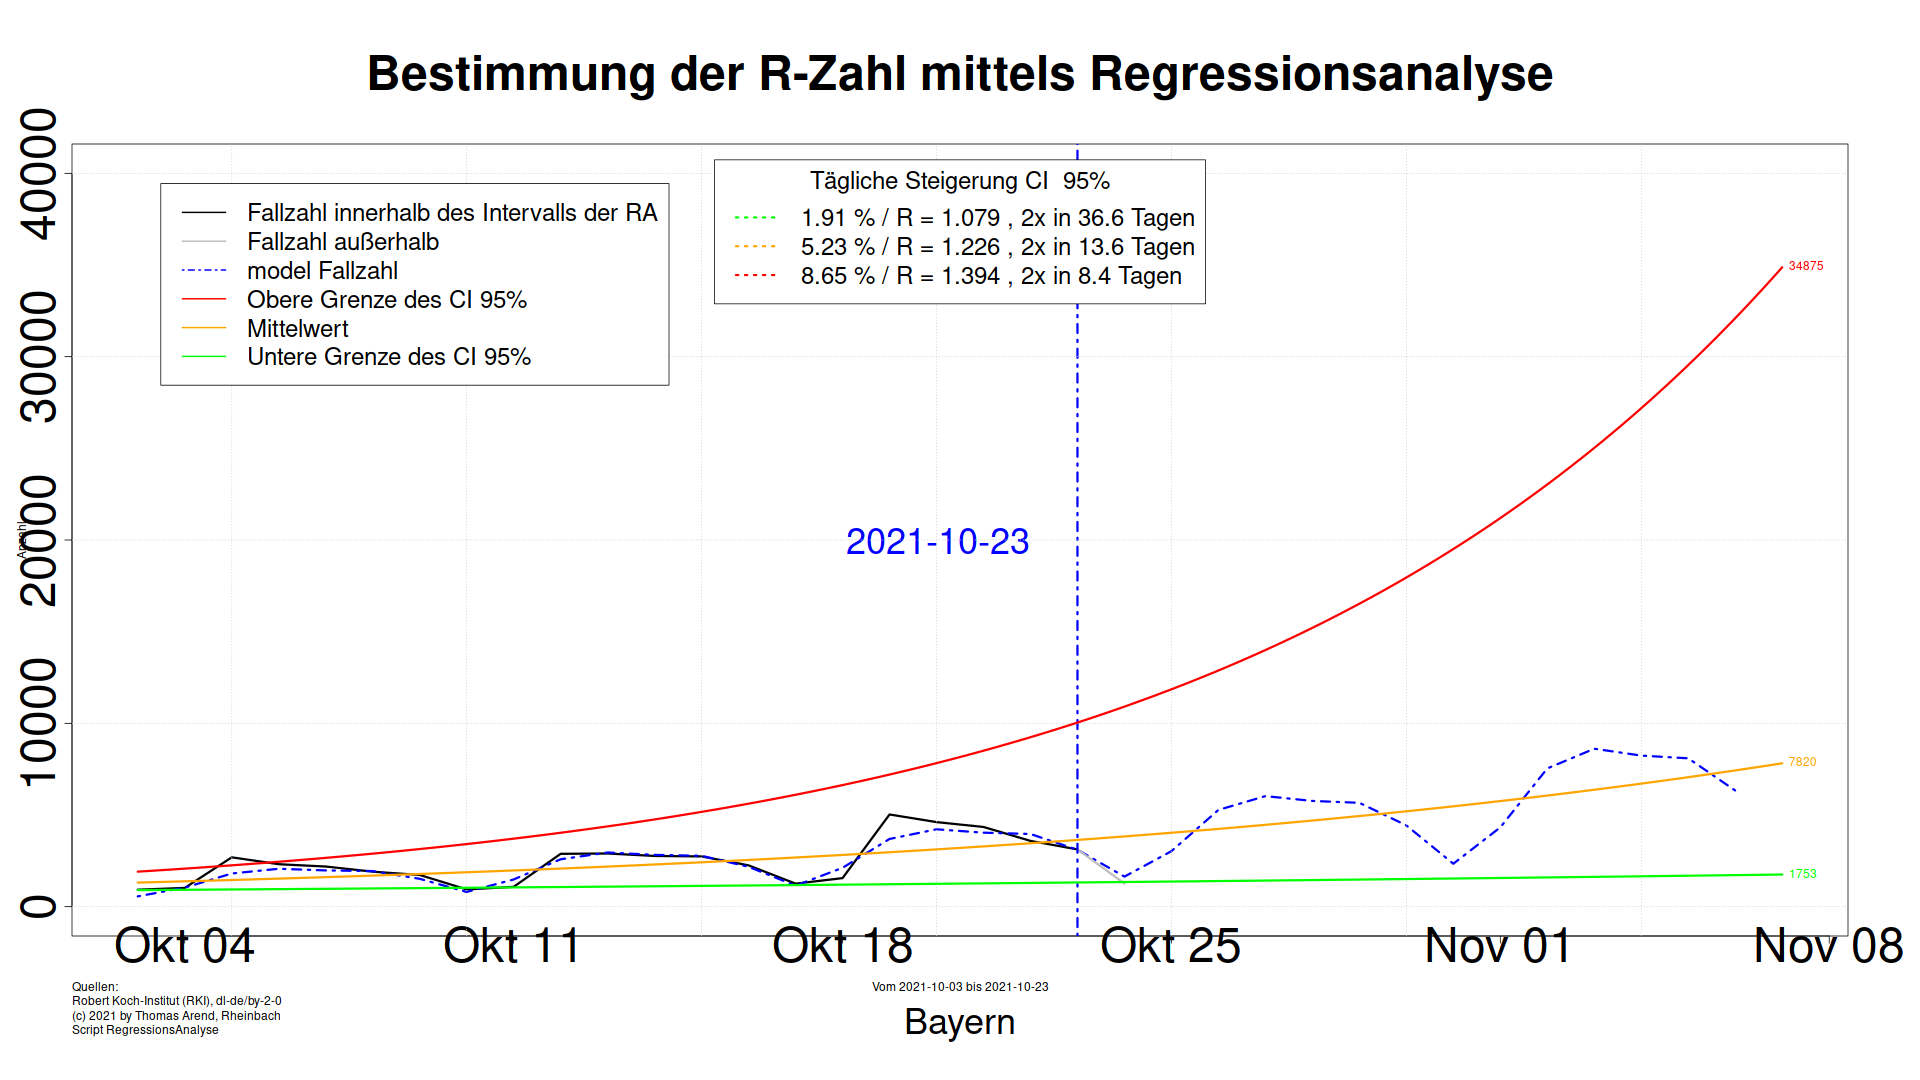 Bestimmung der R-Zahl mittels Regressionsanalyse
Anzahl
40000
30000
20000
10000
0
Fallzahl innerhalb des Intervalls der RA
Fallzahl außerhalb
model Fallzahl
Obere Grenze des CI 95%
Mittelwert
Untere Grenze des CI 95%
Tägliche Steigerung CI  95%
1.91 % / R = 1.079 , 2x in 36.6 Tagen
5.23 % / R = 1.226 , 2x in 13.6 Tagen
8.65 % / R = 1.394 , 2x in 8.4 Tagen
34875
2021-10-23
7820
1753
Okt 04
Okt 11
Okt 18
Okt 25
Nov 01
Nov 08
Quellen:
Robert Koch-Institut (RKI), dl-de/by-2-0
(c) 2021 by Thomas Arend, Rheinbach
Script RegressionsAnalyse
Vom 2021-10-03 bis 2021-10-23
Bayern